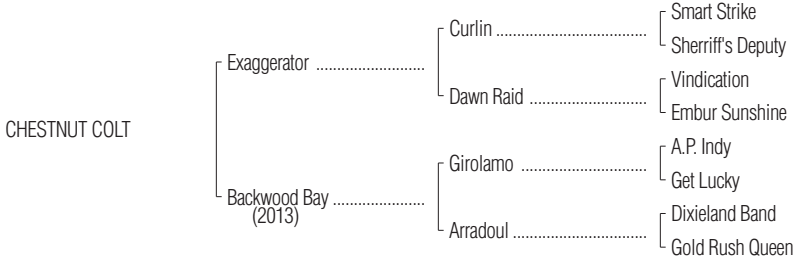 Smart Strike
Curlin ..........................................
Sherriff's Deputy
Exaggerator ..............................
Vindication
Dawn Raid .................................
Embur Sunshine
CHESTNUT COLT
A.P. Indy
Girolamo ...................................
Get Lucky
Backwood Bay .........................
(2013)
Dixieland Band
Arradoul .....................................
Gold Rush Queen